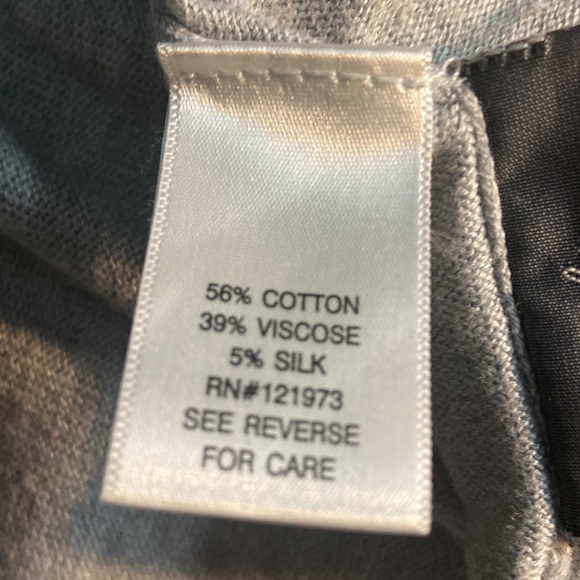 56% COTTON
39% VISCOSE
5% SILK
RN#121973
SEE REVERSE
FOR CARE